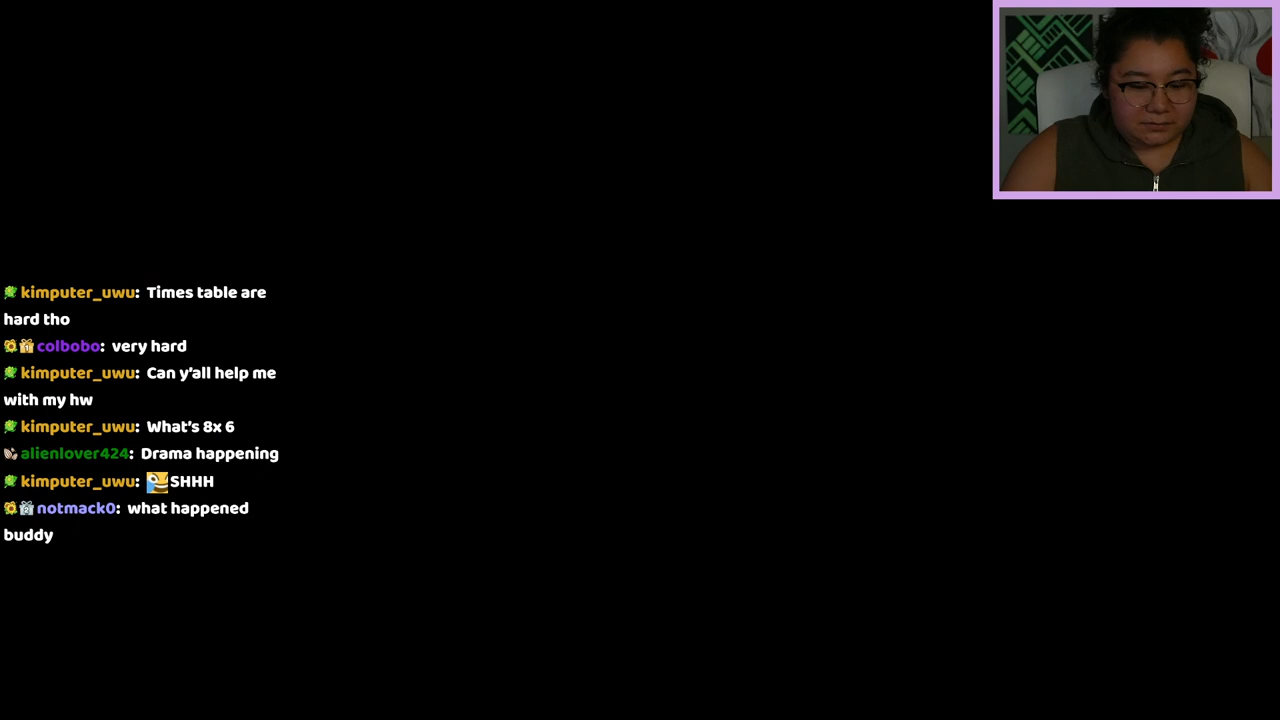 kimputer_uwu: Times table are
hard tho
colbobo: very hard
kimputer_uwu: Can y'all help me
with my hw
kimputer_uwu: What's 8x 6
alienlover424: Drama happening
kimputer_uwu: SHHH
notmack0: what happened
buddy